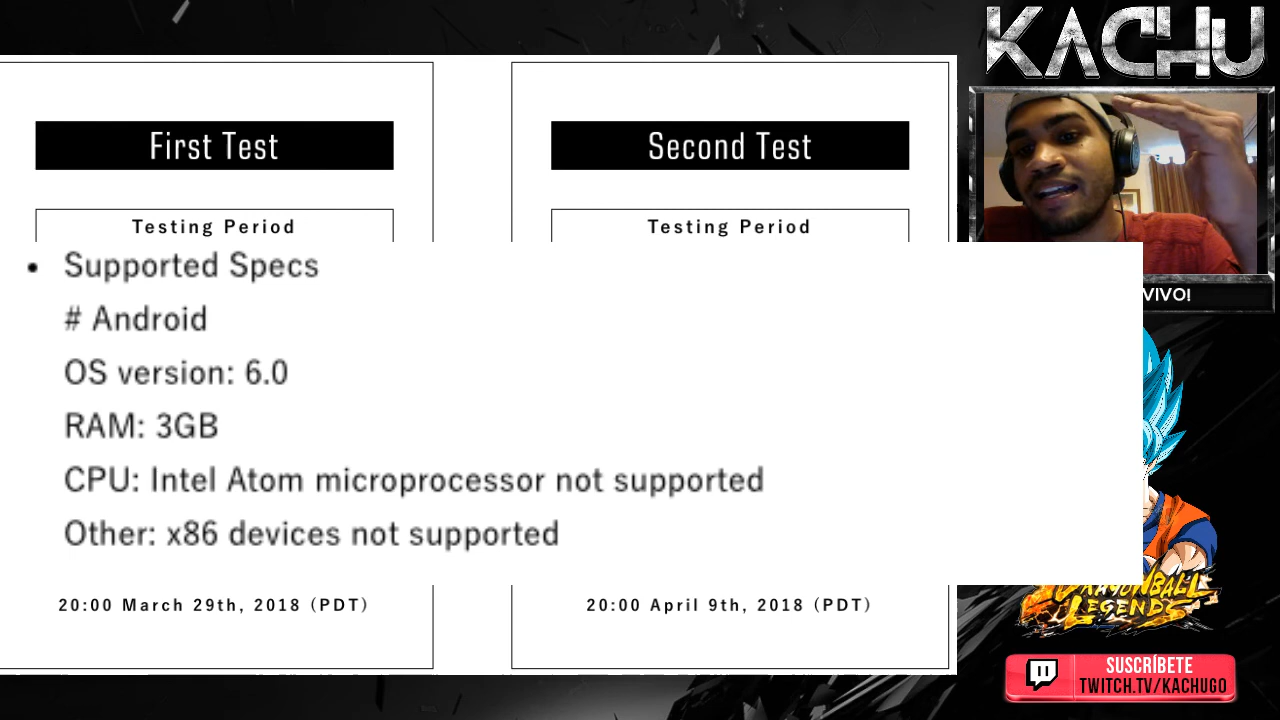 KACHU
First Test
Second Test
Testing Period
Testing Period
• Supported Specs
# Android
OS version: 6.0
RAM: 3GB
CPU: Intel Atom microprocessor not supported
Other: x86 devices not supported
VIVO!
20:00 March 29th, 2018 (PDT)
20:00 April 9th, 2018 (PDT)
DRAGONBALL
LEGENDS
SUSCRÍBETE
TWITCH.TV/KACHUGO